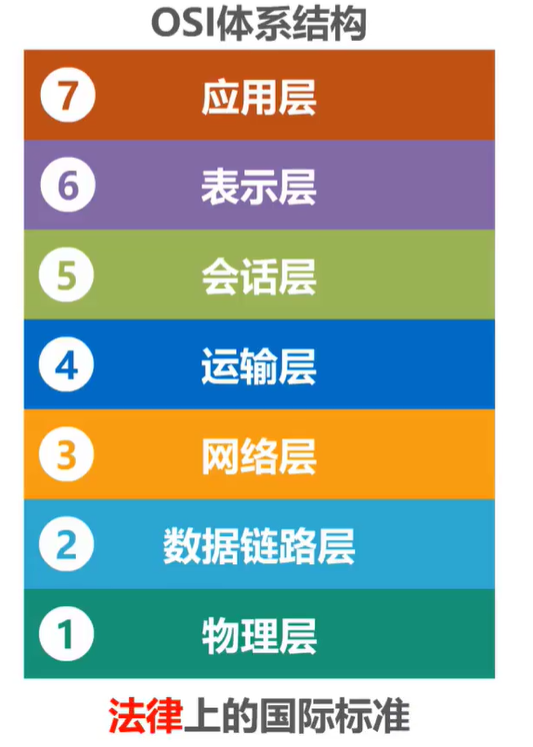 OSI体系结构
7 应用层
6 表示层
5 会话层
4 运输层
3 网络层
2 数据链路层
1 物理层
法律上的国际标准